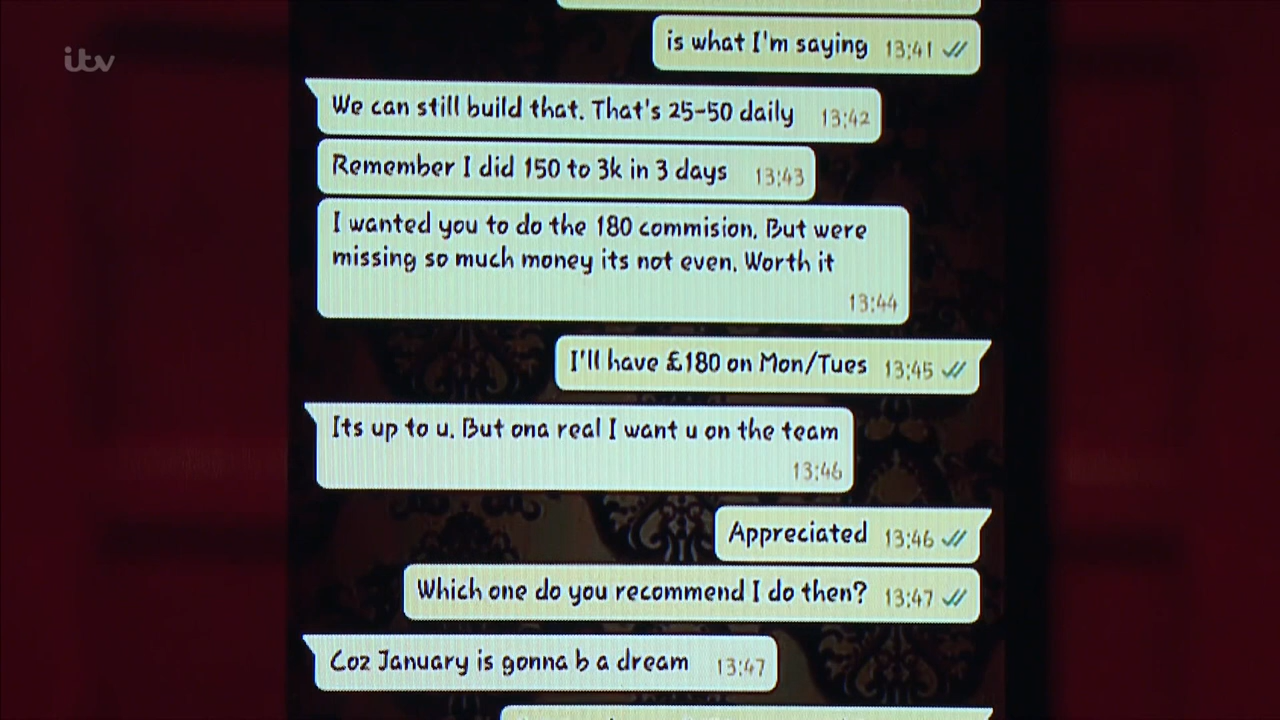 itv
is what I'm saying 13:41
We can still build that. That's 25-50 daily 13:42
Remember I did 150 to 3k in 3 days 13:43
I wanted you to do the 180 commision. But were
missing so much money its not even. Worth it
13:44
I'll have £180 on Mon/Tues 13:45
Its up to u. But ona real I want u on the team
13:46
Appreciated 13:46
Which one do you recommend I do then? 13:47
Coz January is gonna b a dream 13:47